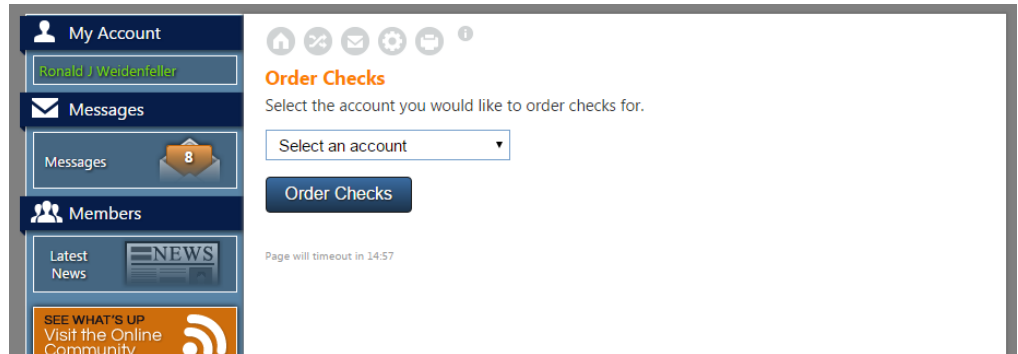 My Account
Ronald J Weidenfeller
Messages
Messages
8
Members
Latest
News
NEWS
SEE WHAT'S UP
Visit the Online
Community
i
Order Checks
Select the account you would like to order checks for.
Select an account
Order Checks
Page will timeout in 14:57